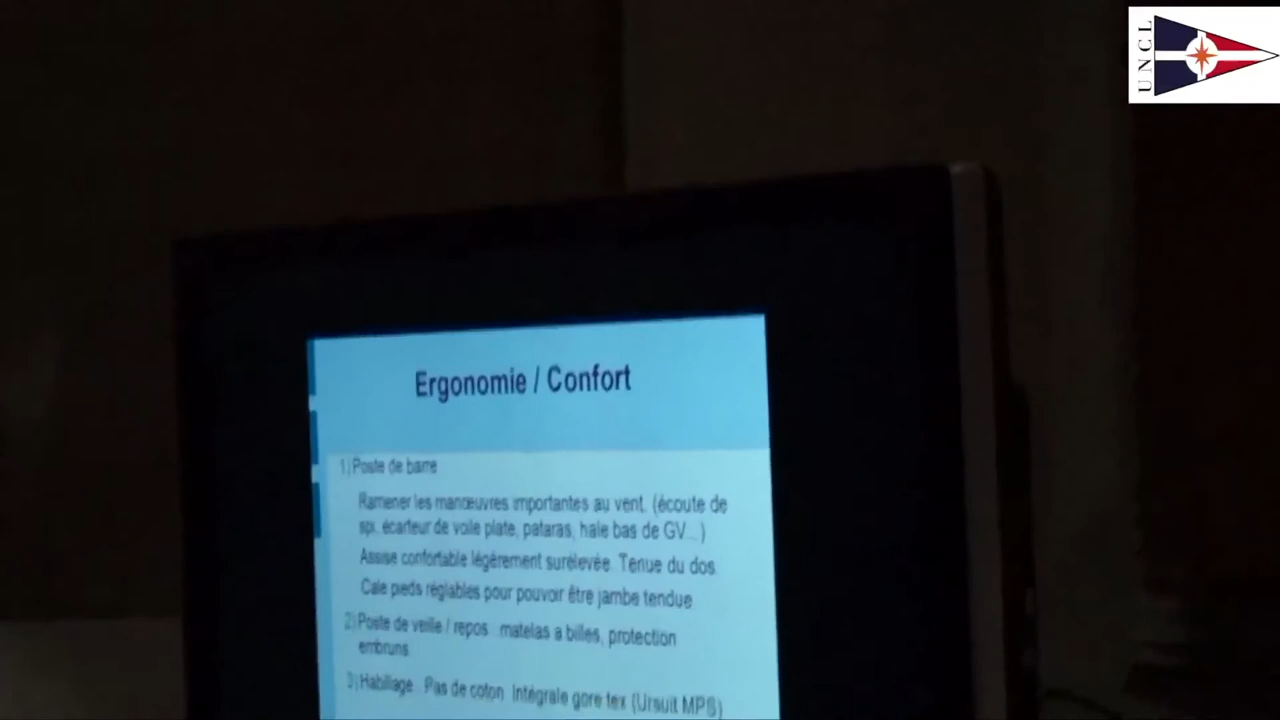 UNCL
Ergonomie / Confort
1) Poste de barre
Ramener les manœuvres importantes au vent. (écoute de
spi, écarteur de voile plate, pataras, hale bas de GV...)
Assise confortable légèrement surélevée. Tenue du dos.
Cale pieds réglables pour pouvoir être jambe tendue
2) Poste de veille / repos : matelas a billes, protection
embruns
3) Habillage : Pas de coton. Intégrale gore tex (Ursuit MPS)